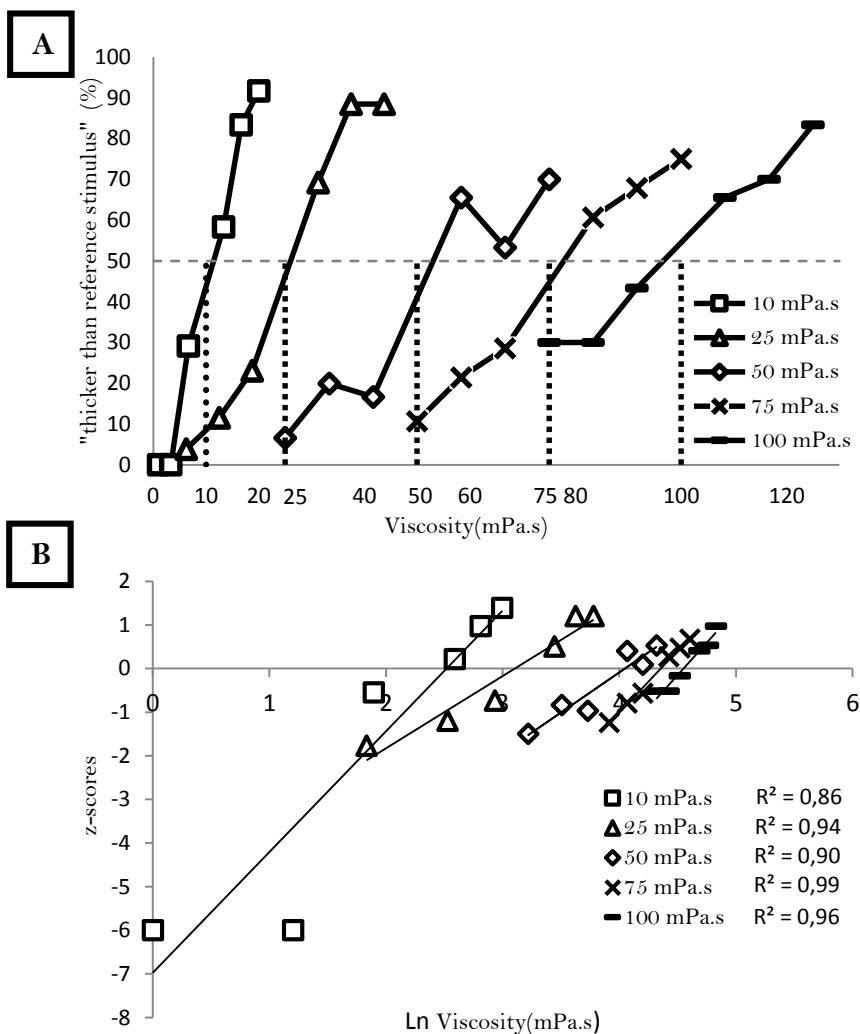 A
"thicker than reference stimulus" (%)
100
90
80
70
60
50
40
30
20
10
0
0 10 20 25 40 50 60 75 80 100 120
Viscosity(mPa.s)
10 mPa.s
25 mPa.s
50 mPa.s
75 mPa.s
100 mPa.s
B
z-scores
2
1
0
-1
-2
-3
-4
-5
-6
-7
-8
0 1 2 3 4 5 6
10 mPa.s R² = 0,86
25 mPa.s R² = 0,94
50 mPa.s R² = 0,90
75 mPa.s R² = 0,99
100 mPa.s R² = 0,96
Ln Viscosity(mPa.s)